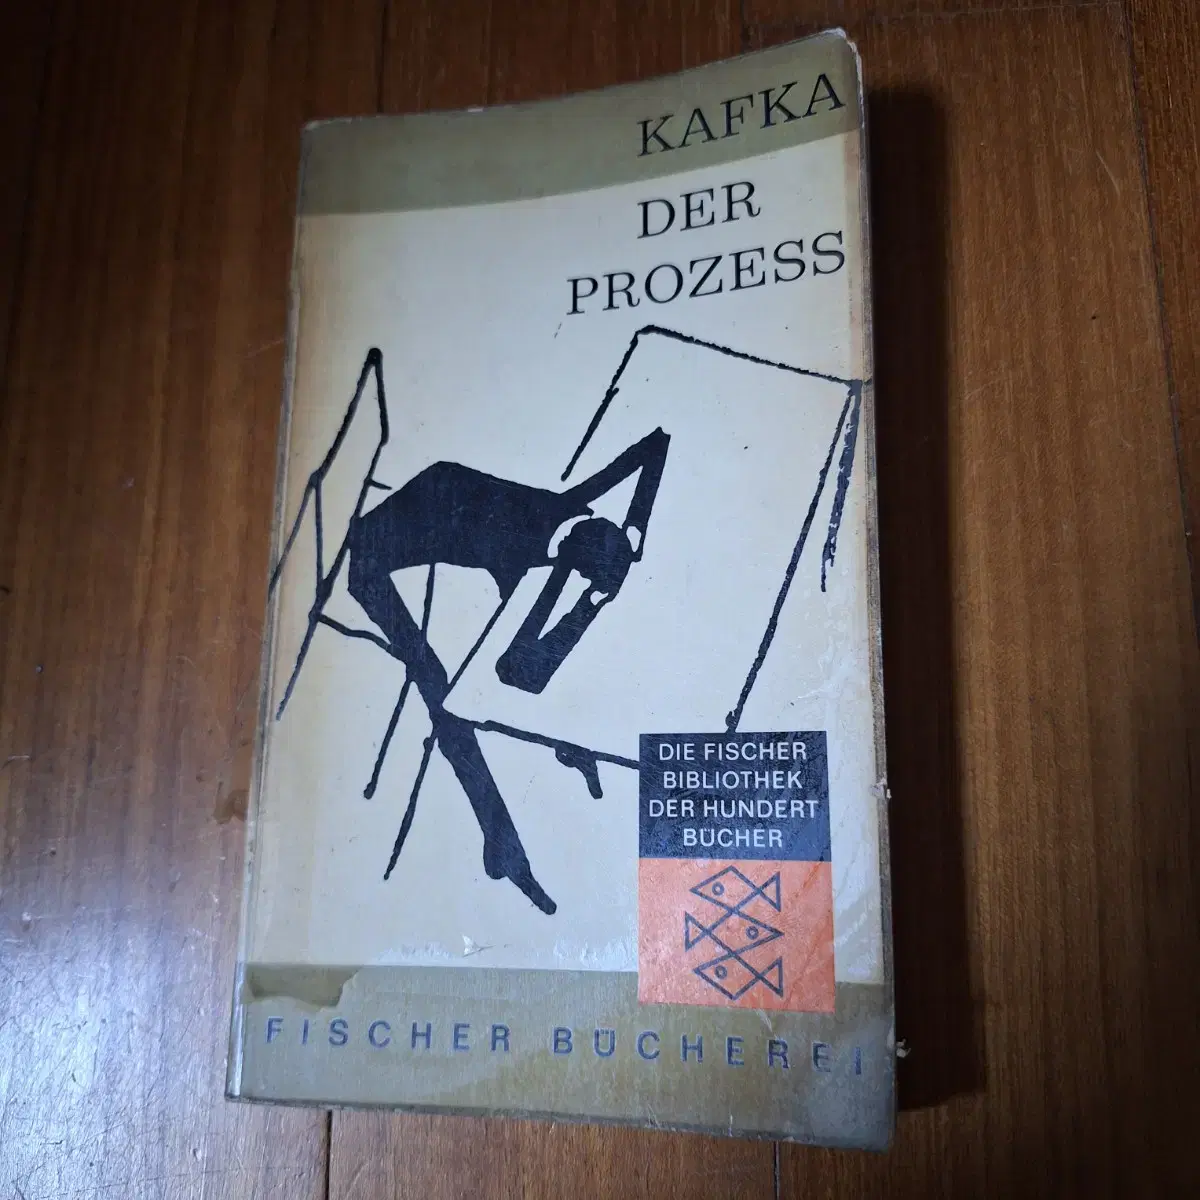 KAFKA
DER
PROZESS
DIE FISCHER
BIBLIOTHEK
DER HUNDERT
BÜCHER
FISCHER BÜCHEREI